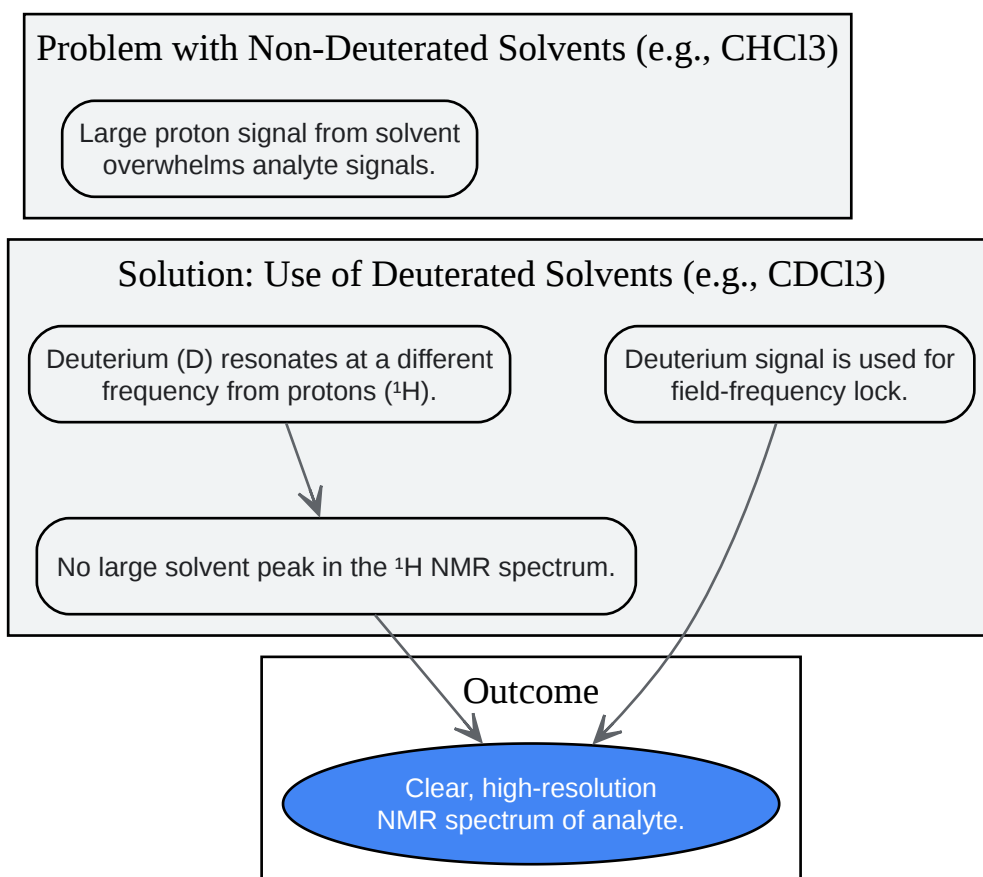 Problem with Non-Deuterated Solvents (e.g., CHCl3)
Large proton signal from solvent
overwhelms analyte signals.
Solution: Use of Deuterated Solvents (e.g., CDCl3)
Deuterium (D) resonates at a different
frequency from protons (¹H).
Deuterium signal is used for
field-frequency lock.
No large solvent peak in the ¹H NMR spectrum.
Outcome
Clear, high-resolution
NMR spectrum of analyte.